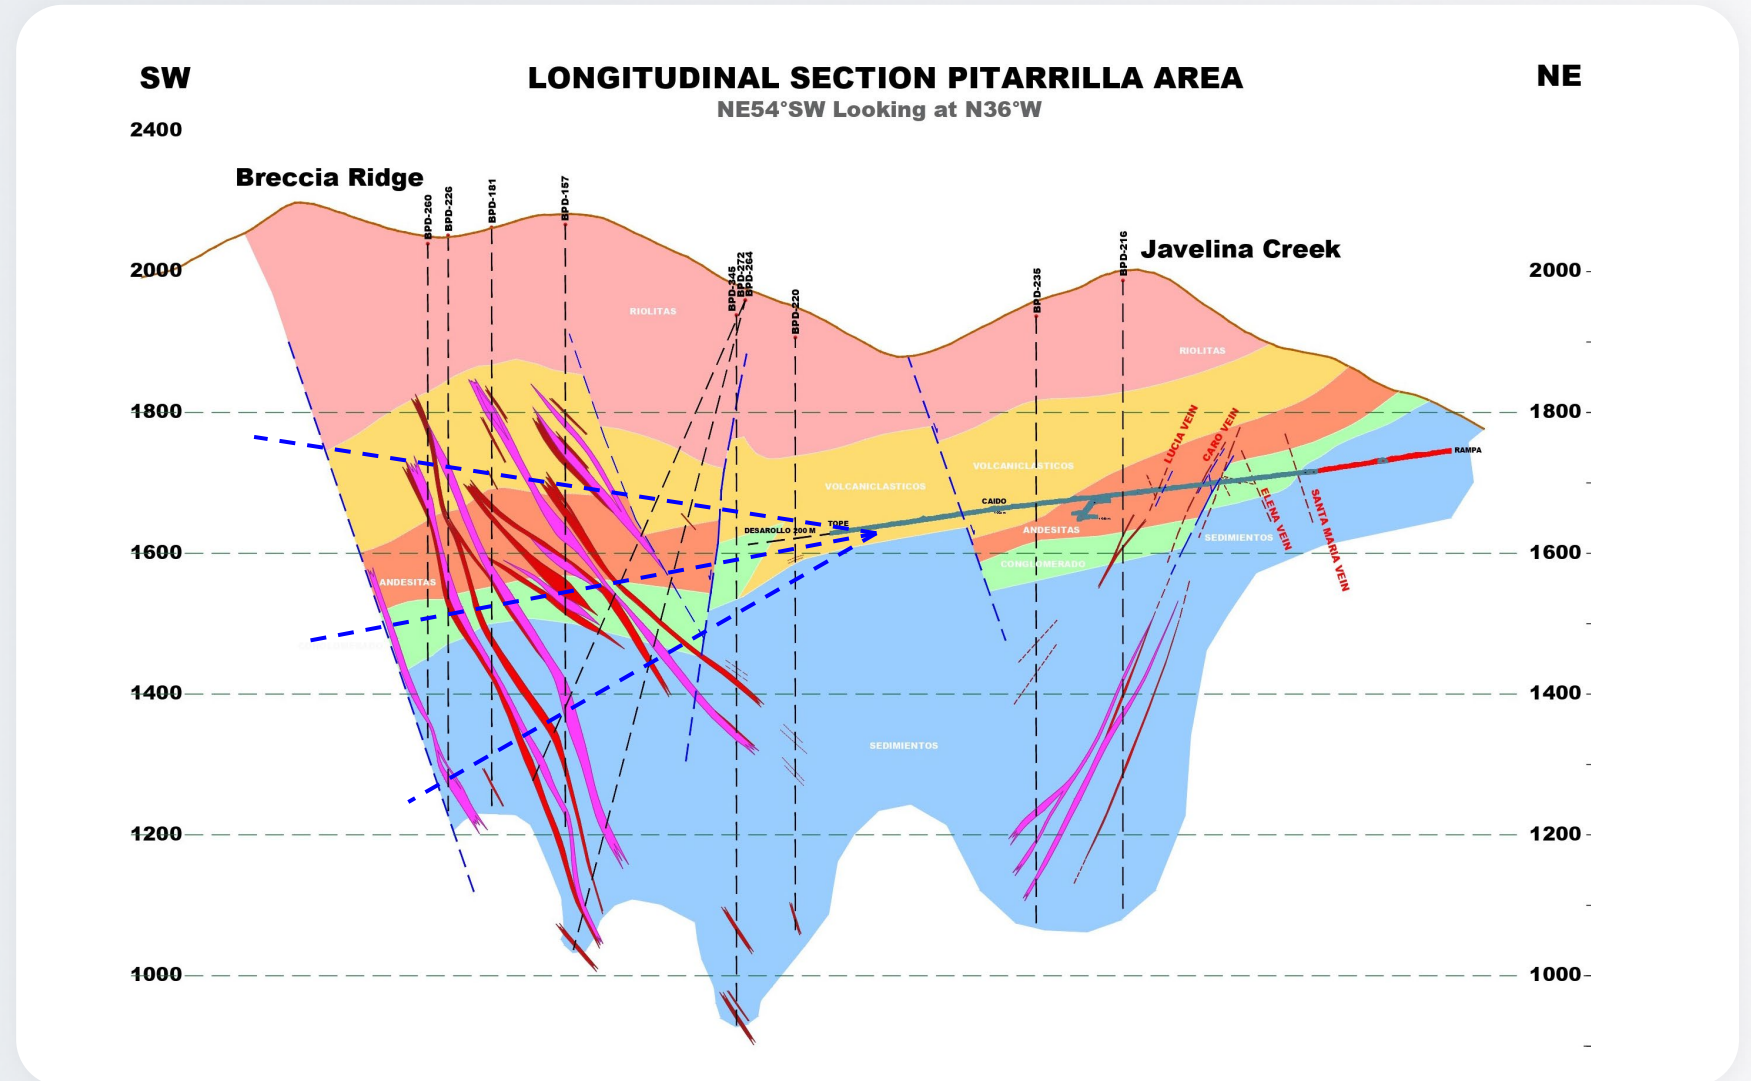 SW
LONGITUDINAL SECTION PITARRILLA AREA
NE
NE54°SW Looking at N36°W
2400
Breccia Ridge
BPD-260
BPD-226
BPD-181
BPD-157
BPD-345
BPD-272
BPD-264
BPD-220
BPD-235
BPD-216
Javelina Creek
2000
2000
RIOLITAS
RIOLITAS
1800
1800
LUCIA VEIN
CARO VEIN
RAMPA
VOLCANICLASTICOS
VOLCANICLASTICOS
CAIDO
ELENA VEIN
SANTA MARIA VEIN
TOPE
DESAROLLO 200 M
ANDESITAS
SEDIMIENTOS
1600
1600
CONGLOMERADO
ANDESITAS
1400
1400
SEDIMIENTOS
1200
1200
1000
1000